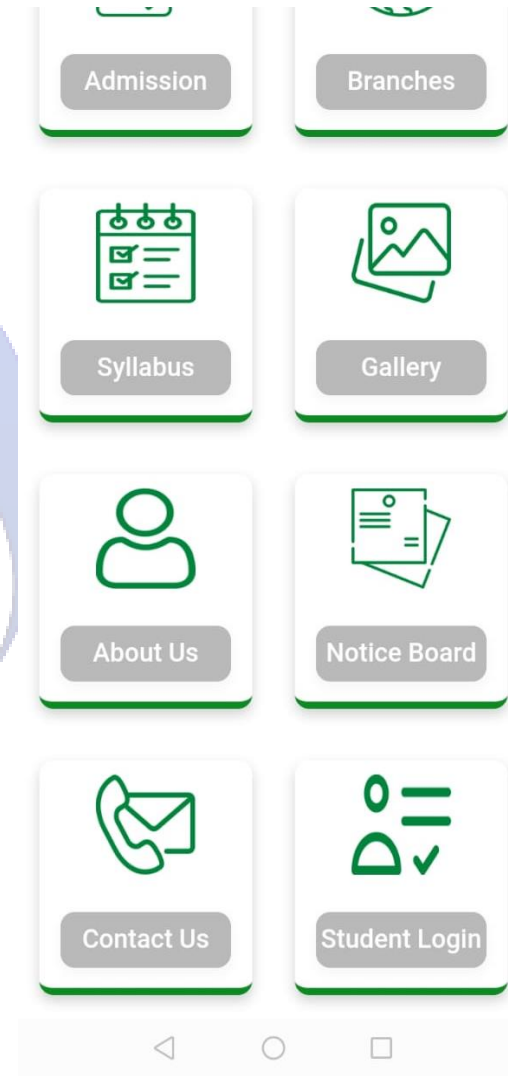 Admission
Branches
Syllabus
Gallery
About Us
Notice Board
Contact Us
Student Login